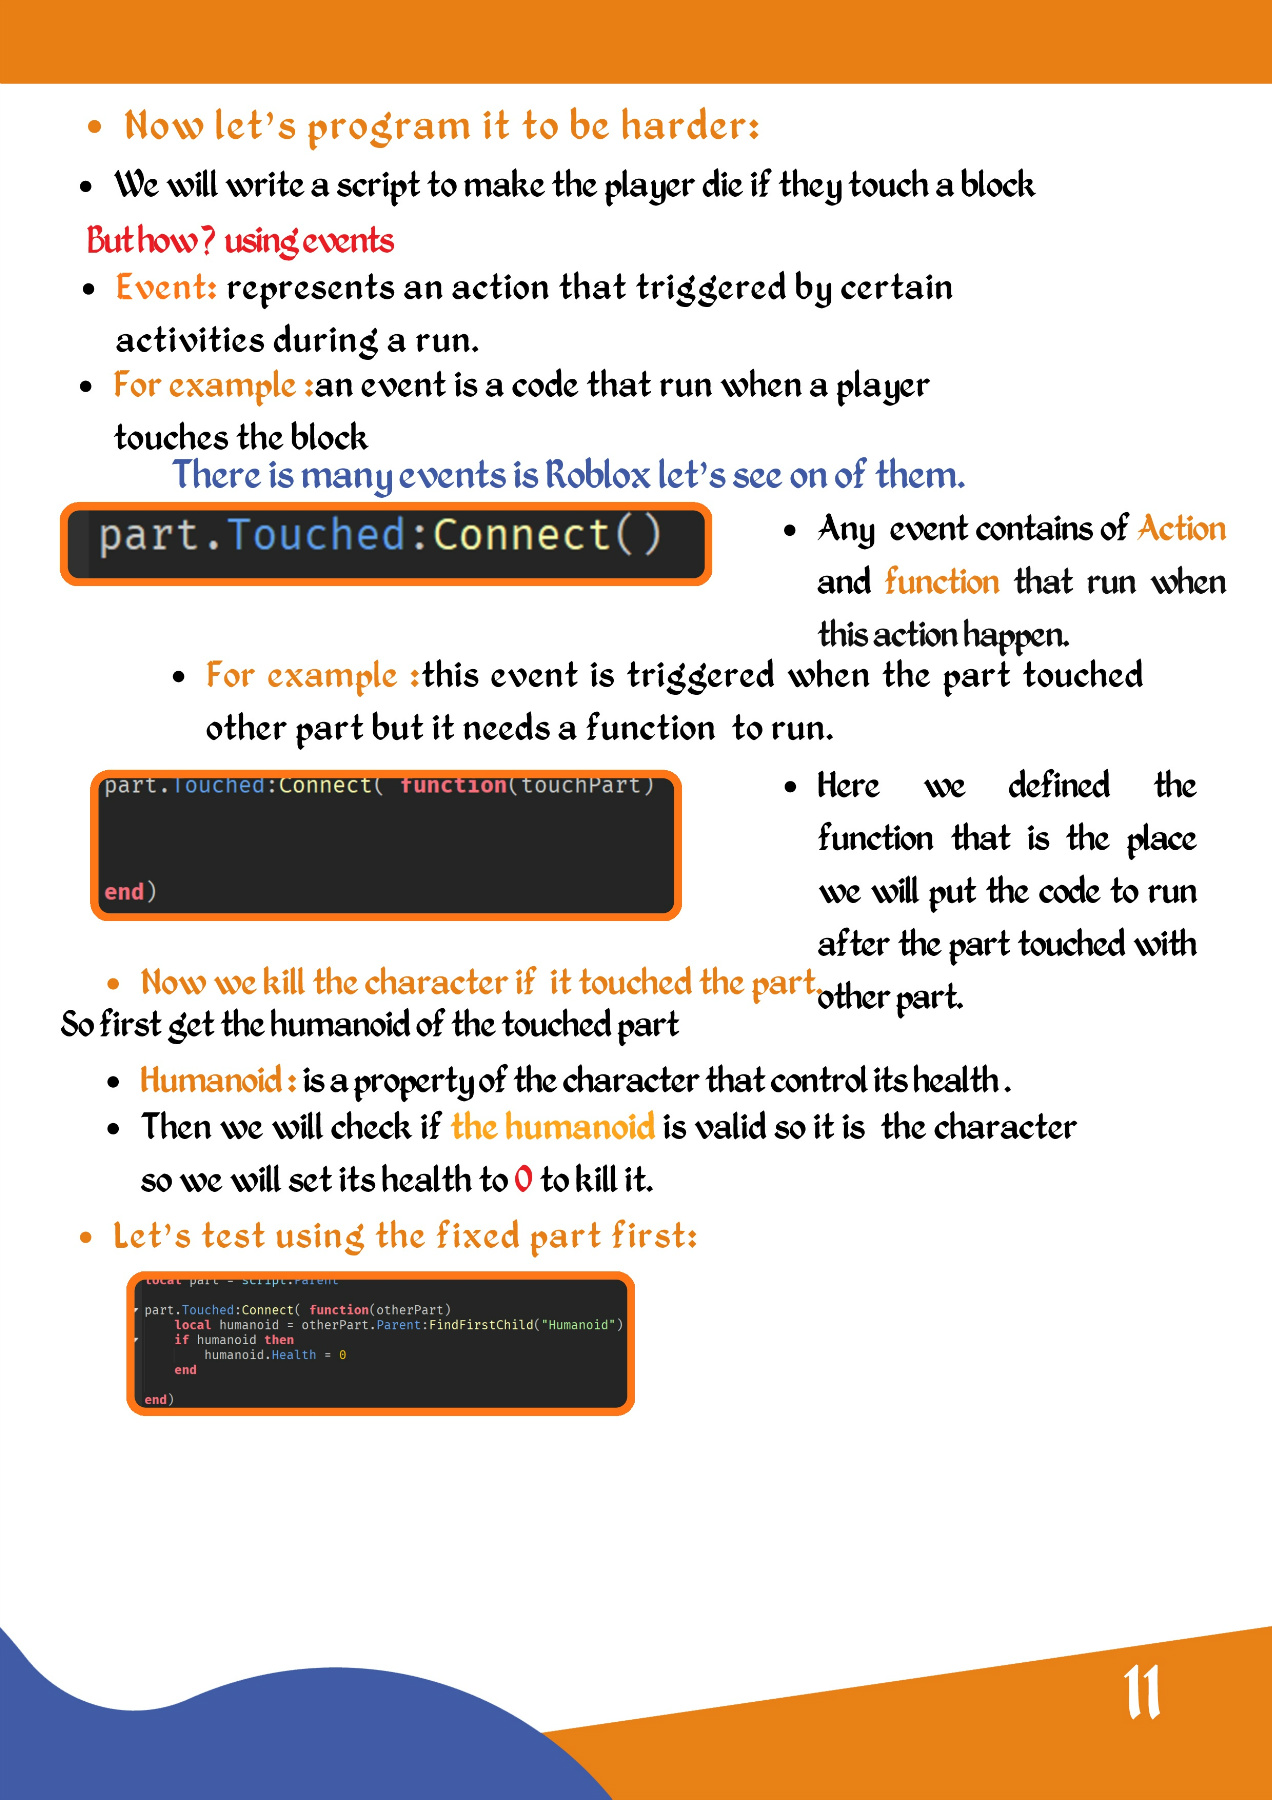 Now let's program it to be harder:
We will write a script to make the player die if they touch a block
But how? using events
Event: represents an action that triggered by certain
activities during a run.
For example :an event is a code that run when a player
touches the block
There is many events is Roblox let's see on of them.
part.Touched:Connect()
Any event contains of Action
and function that run when
this action happen.
For example :this event is triggered when the part touched
other part but it needs a function to run.
part.Touched:Connect( function(touchPart)
end)
Here we defined the
function that is the place
we will put the code to run
after the part touched with
other part.
Now we kill the character if it touched the part.
So first get the humanoid of the touched part
Humanoid: is a property of the character that control its health.
Then we will check if the humanoid is valid so it is the character
so we will set its health to 0 to kill it.
Let's test using the fixed part first:
local part = script.Parent
part.Touched:Connect( function(otherPart)
local humanoid = otherPart.Parent:FindFirstChild("Humanoid")
if humanoid then
humanoid.Health = 0
end
end)
11